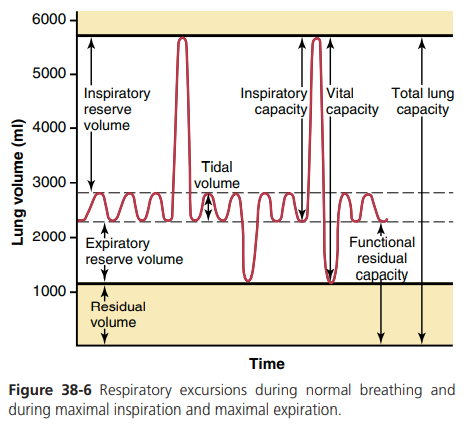 6000
5000
4000
3000
2000
1000
Lung volume (ml)
Inspiratory
reserve
volume
Inspiratory
capacity
Vital
capacity
Total lung
capacity
Tidal
volume
Expiratory
reserve volume
Functional
residual
capacity
Residual
volume
Time
Figure 38-6 Respiratory excursions during normal breathing and
during maximal inspiration and maximal expiration.